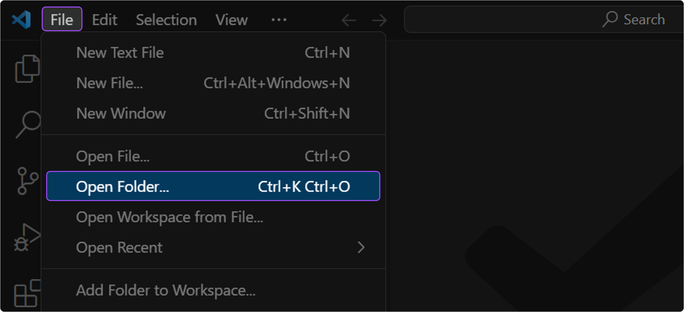 File Edit Selection View ... Search
New Text File Ctrl+N
New File... Ctrl+Alt+Windows+N
New Window Ctrl+Shift+N
Open File... Ctrl+O
Open Folder... Ctrl+K Ctrl+O
Open Workspace from File...
Open Recent
Add Folder to Workspace...